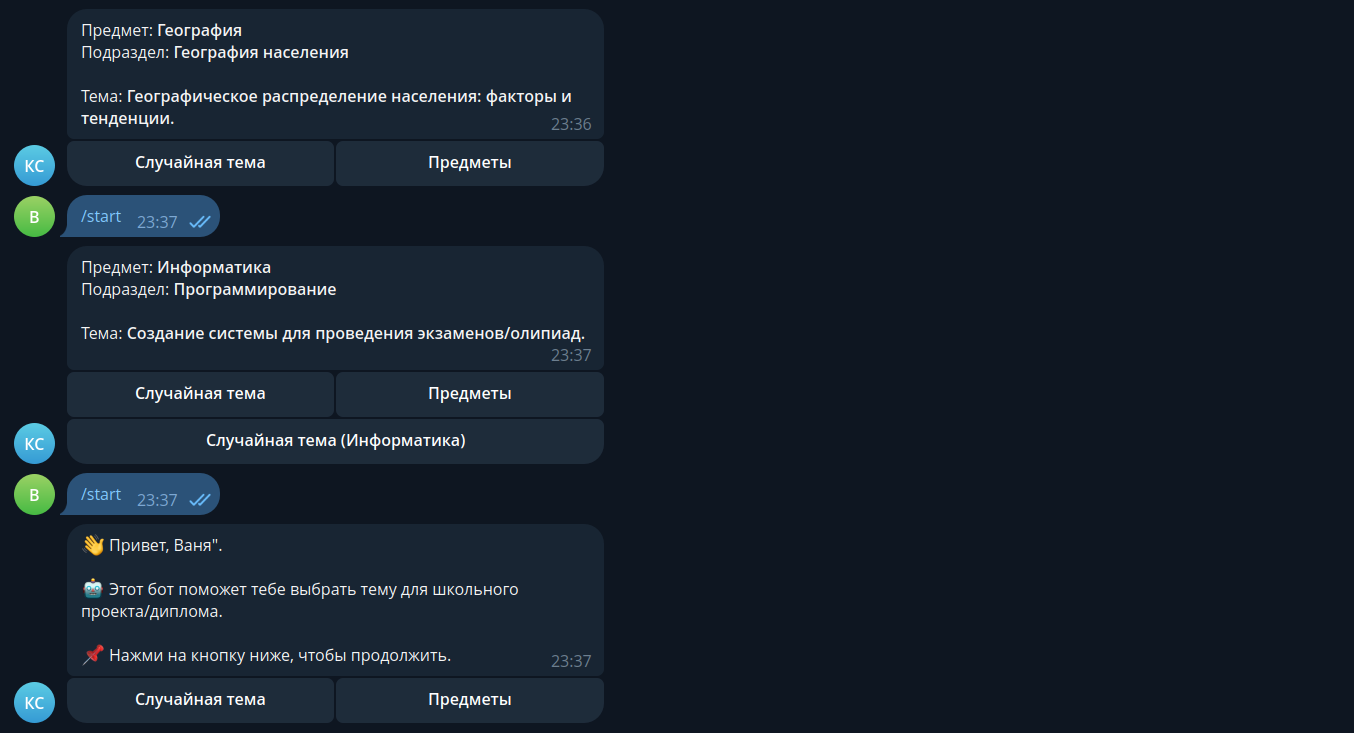 Предмет: География
Подраздел: География населения
Тема: Географическое распределение населения: факторы и
тенденции.
23:36
КС
Случайная тема
Предметы
В
/start 23:37
Предмет: Информатика
Подраздел: Программирование
Тема: Создание системы для проведения экзаменов/олипиад.
23:37
Случайная тема
Предметы
КС
Случайная тема (Информатика)
В
/start 23:37
👋 Привет, Ваня".
🤖 Этот бот поможет тебе выбрать тему для школьного
проекта/диплома.
📌 Нажми на кнопку ниже, чтобы продолжить.
23:37
КС
Случайная тема
Предметы